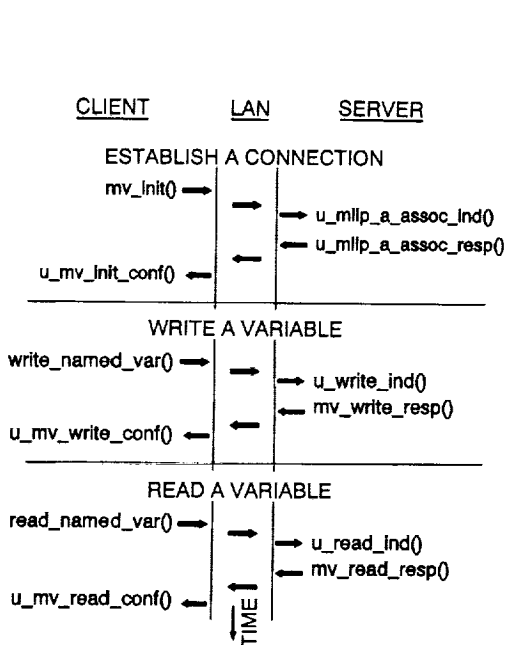 CLIENT LAN SERVER
ESTABLISH A CONNECTION
mv_init()
u_mllp_a_assoc_ind()
u_mllp_a_assoc_resp()
u_mv_init_conf()
WRITE A VARIABLE
write_named_var()
u_write_ind()
mv_write_resp()
u_mv_write_conf()
READ A VARIABLE
read_named_var()
u_read_ind()
mv_read_resp()
u_mv_read_conf()
TIME